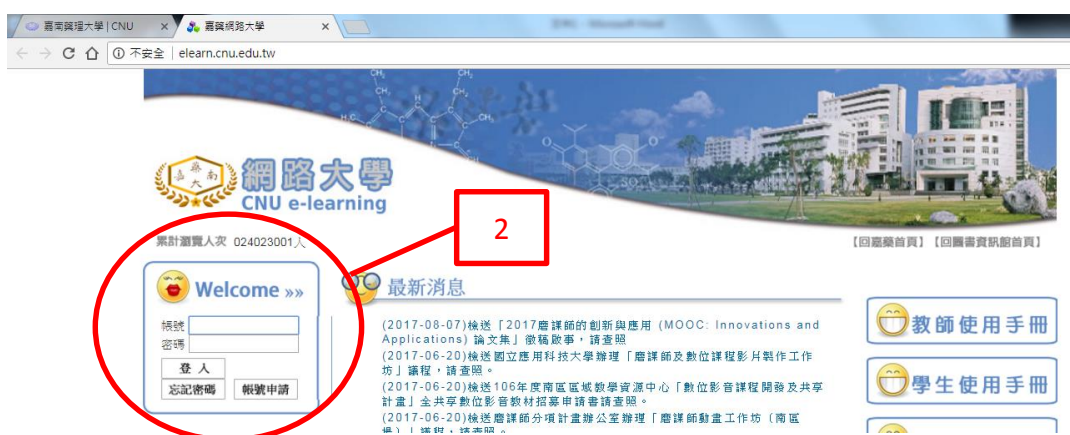 嘉南藥理大學 | CNU
嘉藥網路大學
不安全 | elearn.cnu.edu.tw
嘉藥南大
網路大學
CNU e-learning
累計瀏覽人次 024023001人
2
【回嘉藥首頁】【回圖書資訊館首頁】
Welcome »»
帳號
密碼
登 入
忘記密碼 帳號申請
最新消息
(2017-08-07)檢送「2017磨課師的創新與應用 (MOOC: Innovations and
Applications) 論文集」徵稿啟事，請查照
(2017-06-20)檢送國立應用科技大學辦理「磨課師及數位課程影片製作工作
坊」議程，請查照。
(2017-06-20)檢送106年度南區區域教學資源中心「數位影音課程開發及共享
計畫」全共享數位影音教材招募申請書請查照。
(2017-06-20)檢送磨課師分項計畫辦公室辦理「磨課師動畫工作坊（南區
場）」議程，請查照。
教師使用手冊
學生使用手冊